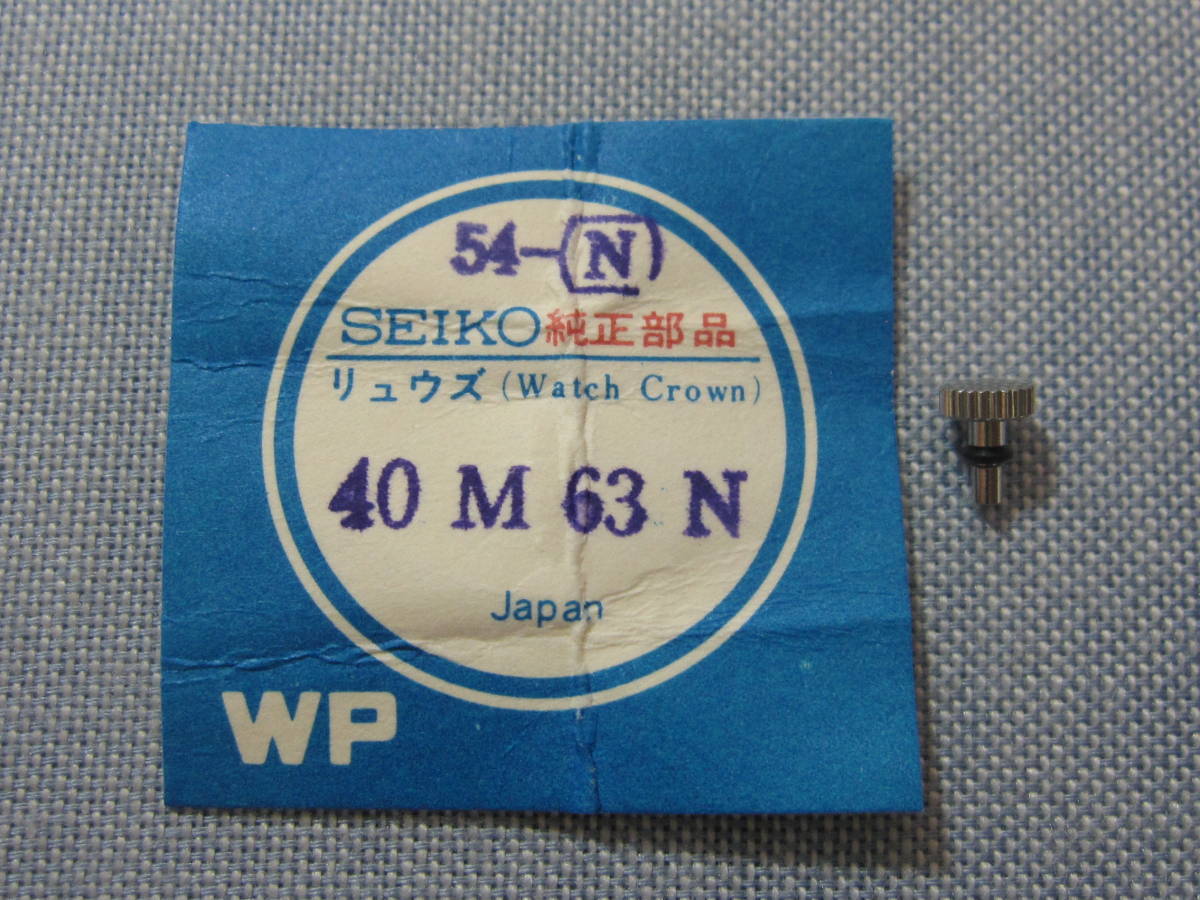 54-(N)
SEIKO純正部品
リュウズ (Watch Crown)
40 M 63 N
Japan
WP